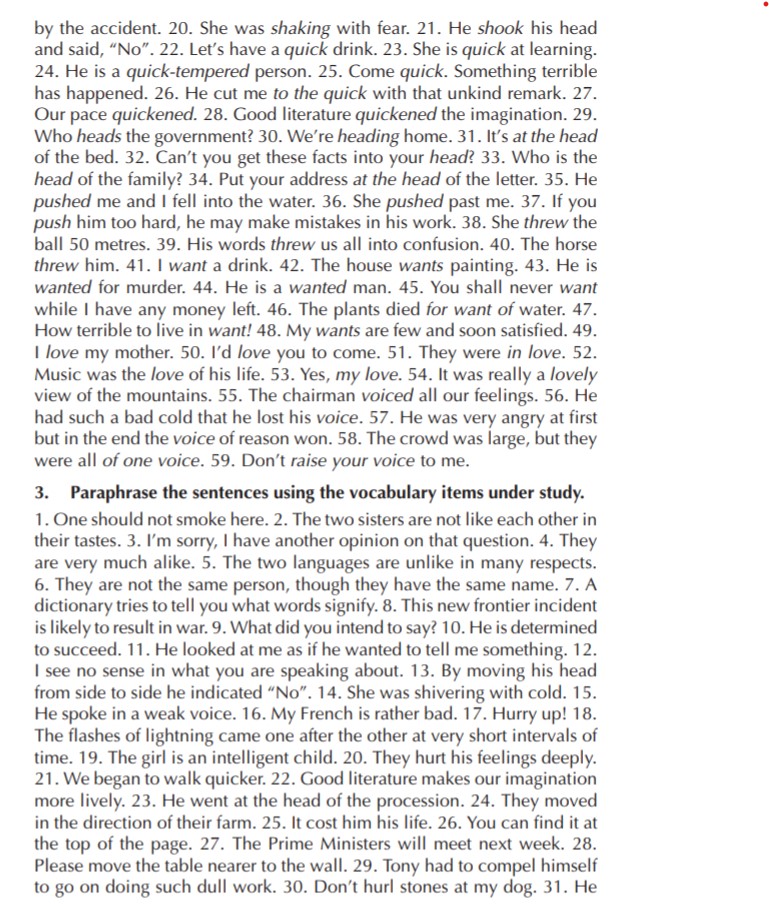 by the accident. 20. She was shaking with fear. 21. He shook his head
and said, “No”. 22. Let’s have a quick drink. 23. She is quick at learning.
24. He is a quick-tempered person. 25. Come quick. Something terrible
has happened. 26. He cut me to the quick with that unkind remark. 27.
Our pace quickened. 28. Good literature quickened the imagination. 29.
Who heads the government? 30. We’re heading home. 31. It’s at the head
of the bed. 32. Can’t you get these facts into your head? 33. Who is the
head of the family? 34. Put your address at the head of the letter. 35. He
pushed me and I fell into the water. 36. She pushed past me. 37. If you
push him too hard, he may make mistakes in his work. 38. She threw the
ball 50 metres. 39. His words threw us all into confusion. 40. The horse
threw him. 41. I want a drink. 42. The house wants painting. 43. He is
wanted for murder. 44. He is a wanted man. 45. You shall never want
while I have any money left. 46. The plants died for want of water. 47.
How terrible to live in want! 48. My wants are few and soon satisfied. 49.
I love my mother. 50. I’d love you to come. 51. They were in love. 52.
Music was the love of his life. 53. Yes, my love. 54. It was really a lovely
view of the mountains. 55. The chairman voiced all our feelings. 56. He
had such a bad cold that he lost his voice. 57. He was very angry at first
but in the end the voice of reason won. 58. The crowd was large, but they
were all of one voice. 59. Don’t raise your voice to me.
3. Paraphrase the sentences using the vocabulary items under study.
1. One should not smoke here. 2. The two sisters are not like each other in
their tastes. 3. I’m sorry, I have another opinion on that question. 4. They
are very much alike. 5. The two languages are unlike in many respects.
6. They are not the same person, though they have the same name. 7. A
dictionary tries to tell you what words signify. 8. This new frontier incident
is likely to result in war. 9. What did you intend to say? 10. He is determined
to succeed. 11. He looked at me as if he wanted to tell me something. 12.
I see no sense in what you are speaking about. 13. By moving his head
from side to side he indicated “No”. 14. She was shivering with cold. 15.
He spoke in a weak voice. 16. My French is rather bad. 17. Hurry up! 18.
The flashes of lightning came one after the other at very short intervals of
time. 19. The girl is an intelligent child. 20. They hurt his feelings deeply.
21. We began to walk quicker. 22. Good literature makes our imagination
more lively. 23. He went at the head of the procession. 24. They moved
in the direction of their farm. 25. It cost him his life. 26. You can find it at
the top of the page. 27. The Prime Ministers will meet next week. 28.
Please move the table nearer to the wall. 29. Tony had to compel himself
to go on doing such dull work. 30. Don’t hurl stones at my dog. 31. He